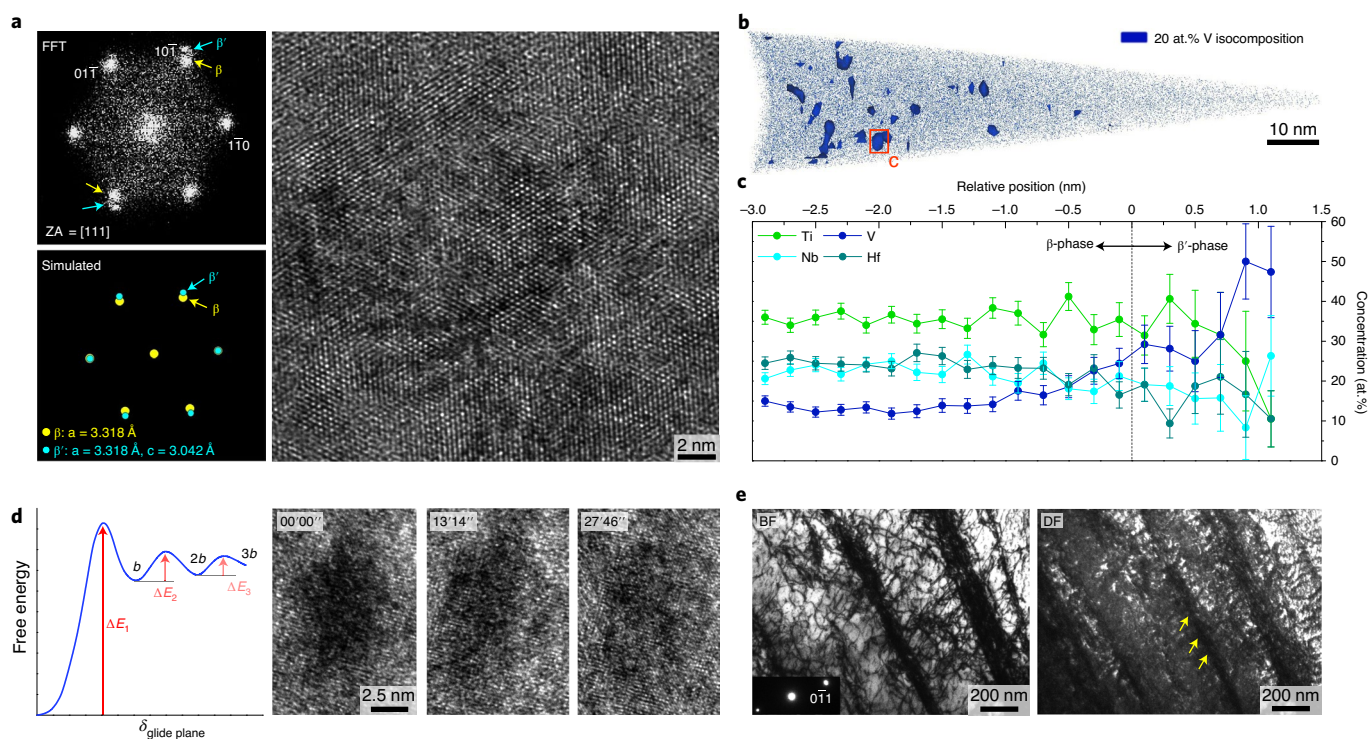 a
FFT
β′
101̅
β
011̅
11̅0
ZA = [111]
Simulated
β′
β
β: a = 3.318 Å
β′: a = 3.318 Å, c = 3.042 Å
2 nm
b
20 at.% V isocomposition
C
10 nm
c
Relative position (nm)
–3.0 –2.5 –2.0 –1.5 –1.0 –0.5 0 0.5 1.0 1.5
Ti V
Nb Hf
β-phase β′-phase
60
50
40
30
20
10
0
Concentration (at.%)
d
Free energy
ΔE1
b
ΔE2
2b
ΔE3
3b
δglide plane
00′00″
2.5 nm
13′14″
27′46″
e
BF
01̅1
200 nm
DF
200 nm